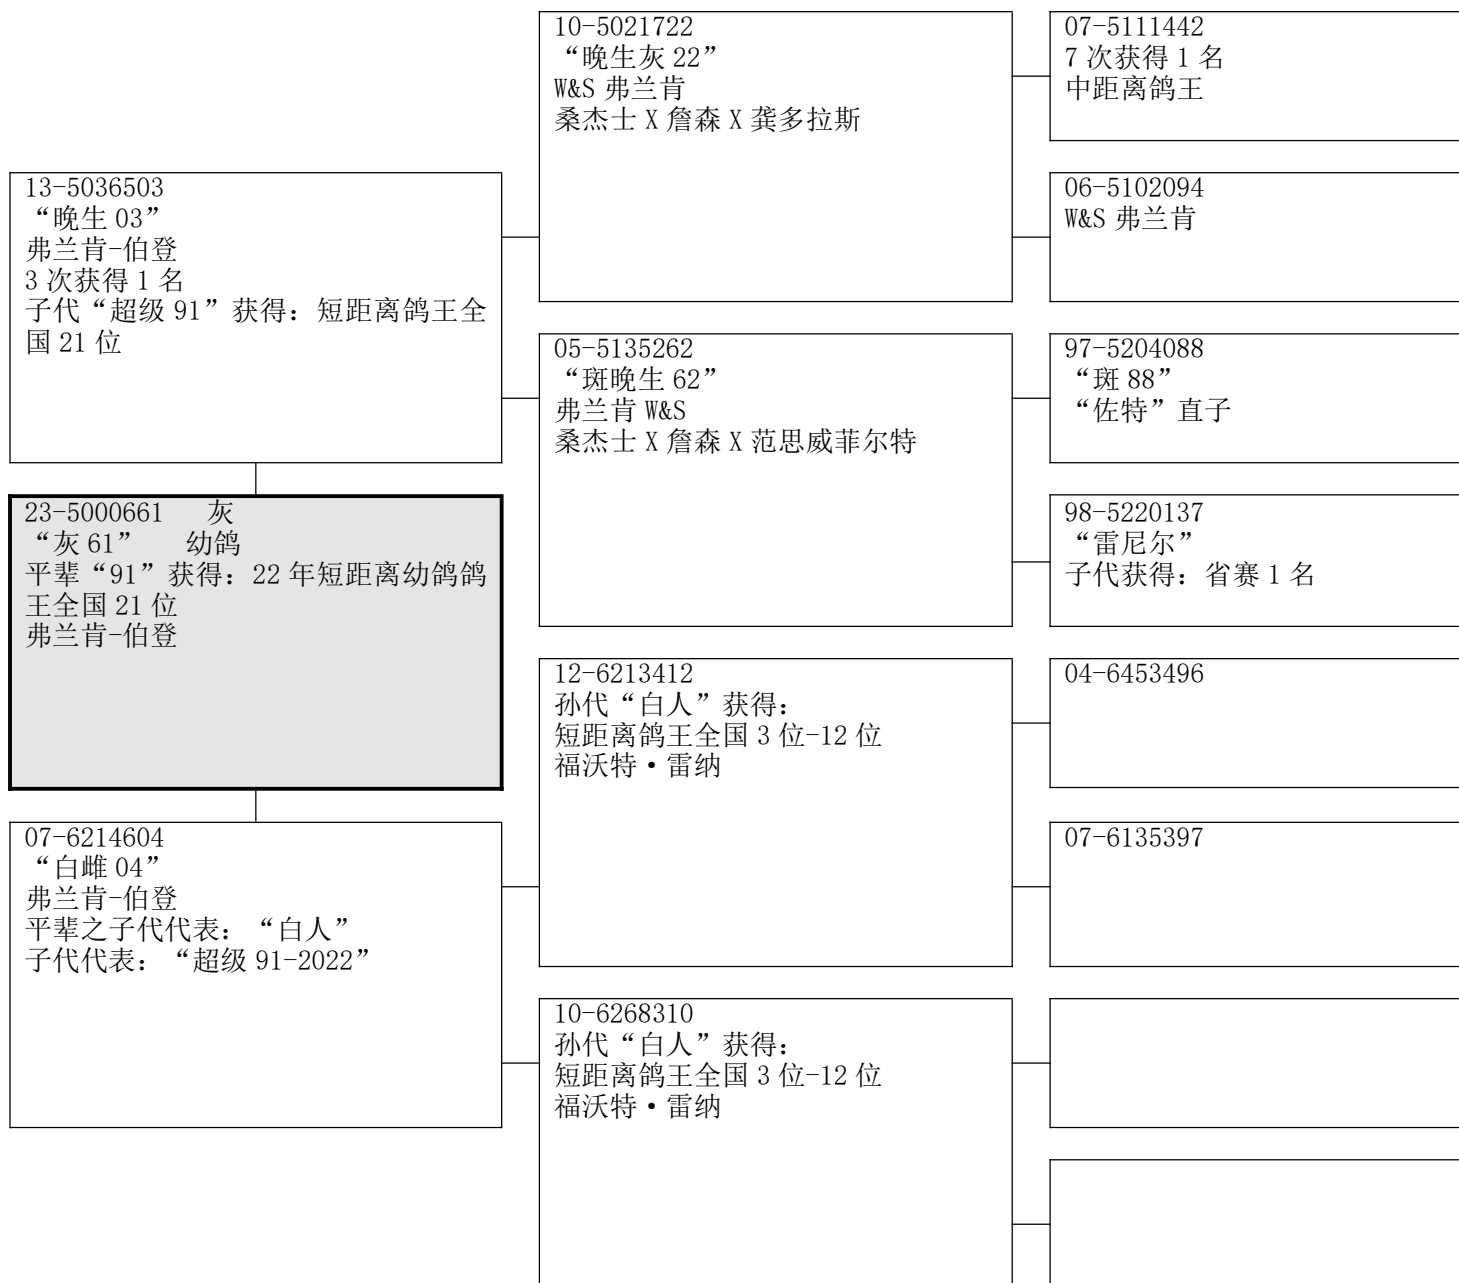 10-5021722
“晚生灰 22”
W&S 弗兰肯
桑杰士 X 詹森 X 龚多拉斯
07-5111442
7 次获得 1 名
中距离鸽王
13-5036503
“晚生 03”
弗兰肯-伯登
3 次获得 1 名
子代“超级 91”获得：短距离鸽王全
国 21 位
06-5102094
W&S 弗兰肯
05-5135262
“斑晚生 62”
弗兰肯 W&S
桑杰士 X 詹森 X 范思威菲尔特
97-5204088
“斑 88”
“佐特”直子
23-5000661 灰
“灰 61” 幼鸽
平辈“91”获得：22 年短距离幼鸽鸽
王全国 21 位
弗兰肯-伯登
98-5220137
“雷尼尔”
子代获得：省赛 1 名
12-6213412
孙代“白人”获得：
短距离鸽王全国 3 位-12 位
福沃特·雷纳
04-6453496
07-6214604
“白雌 04”
弗兰肯-伯登
平辈之子代代表：“白人”
子代代表：“超级 91-2022”
07-6135397
10-6268310
孙代“白人”获得：
短距离鸽王全国 3 位-12 位
福沃特·雷纳